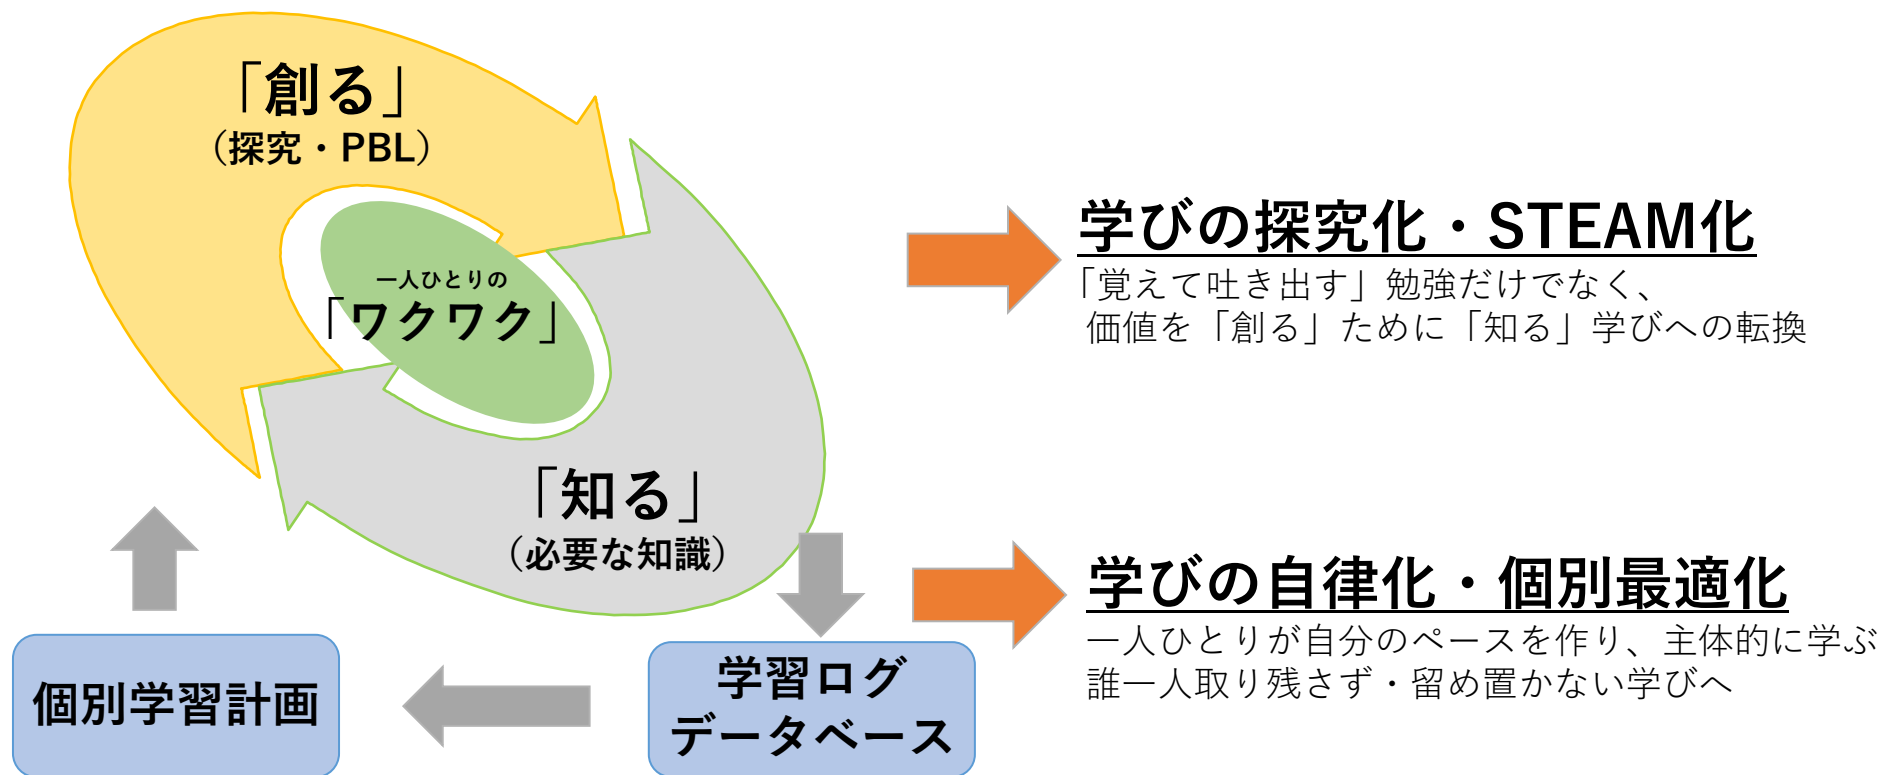 「創る」
（探究・PBL）
一人ひとりの
「ワクワク」
「知る」
（必要な知識）
個別学習計画
学習ログ
データベース
学びの探究化・STEAM化
「覚えて吐き出す」勉強だけでなく、
価値を「創る」ために「知る」学びへの転換
学びの自律化・個別最適化
一人ひとりが自分のペースを作り、主体的に学ぶ
誰一人取り残さず・留め置かない学びへ